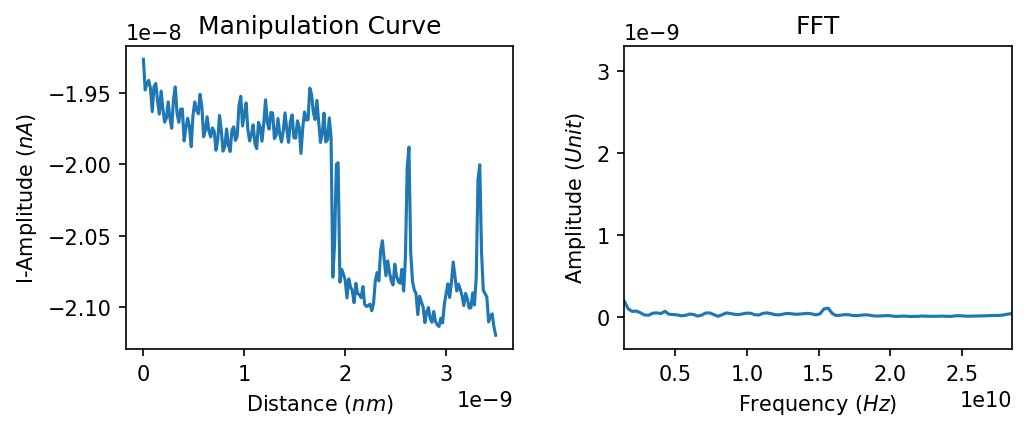 Manipulation Curve
1e−8
−1.95
−2.00
−2.05
−2.10
I-Amplitude (nA)
0
1
2
3
1e−9
Distance (nm)
FFT
1e−9
3
2
1
0
Amplitude (Unit)
0.5
1.0
1.5
2.0
2.5
1e10
Frequency (Hz)